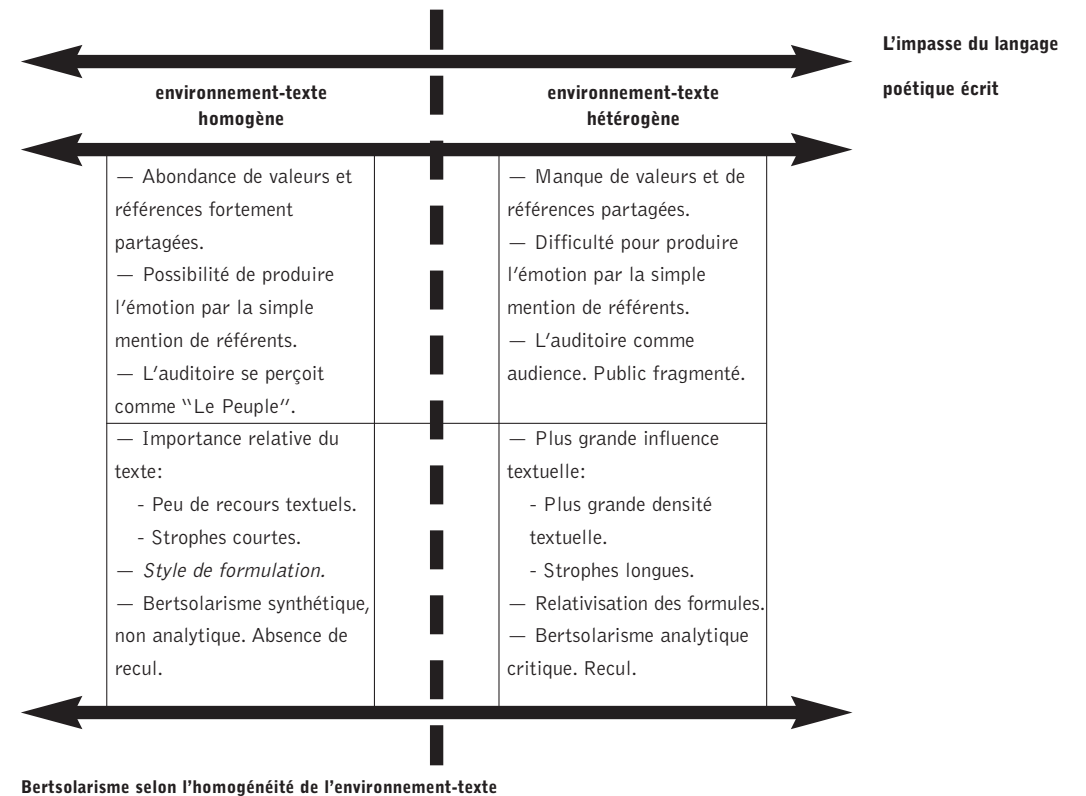 L'impasse du langage
poétique écrit
environnement-texte
homogène
environnement-texte
hétérogène
— Abondance de valeurs et
références fortement
partagées.
— Possibilité de produire
l'émotion par la simple
mention de référents.
— L'auditoire se perçoit
comme “Le Peuple”.
— Manque de valeurs et de
références partagées.
— Difficulté pour produire
l'émotion par la simple
mention de référents.
— L'auditoire comme
audience. Public fragmenté.
— Importance relative du
texte:
- Peu de recours textuels.
- Strophes courtes.
— Style de formulation.
— Bertsolarisme synthétique,
non analytique. Absence de
recul.
— Plus grande influence
textuelle:
- Plus grande densité
textuelle.
- Strophes longues.
— Relativisation des formules.
— Bertsolarisme analytique
critique. Recul.
Bertsolarisme selon l'homogénéité de l'environnement-texte